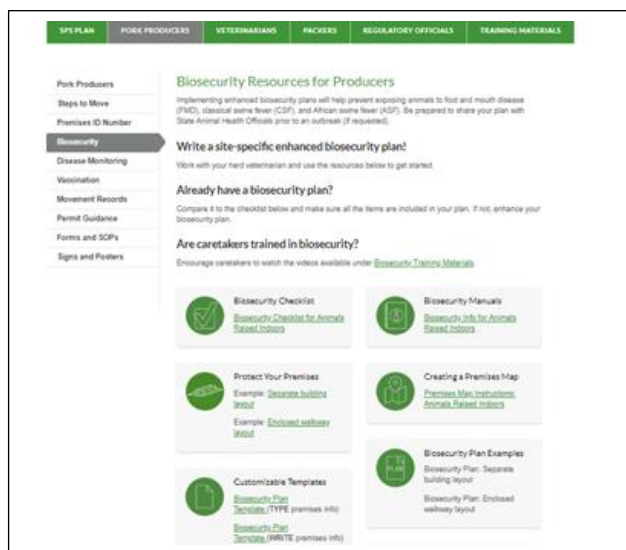 SPS PLAN
PORK PRODUCERS
VETERINARIANS
PACKERS
REGULATORY OFFICIALS
TRAINING MATERIALS
Pork Producers
Steps to Move
Premises ID Number
Biosecurity
Disease Monitoring
Vaccination
Movement Records
Permit Guidance
Forms and SOPs
Signs and Posters
Biosecurity Resources for Producers
Implementing enhanced biosecurity plans will help prevent exposing animals to foot and mouth disease
(FMD), classical swine fever (CSF), and African swine fever (ASF). Be prepared to share your plan with
State Animal Health Officials prior to an outbreak (if requested).
Write a site-specific enhanced biosecurity plan!
Work with your herd veterinarian and use the resources below to get started.
Already have a biosecurity plan?
Compare it to the checklist below and make sure all the items are included in your plan. If not, enhance your
biosecurity plan.
Are caretakers trained in biosecurity?
Encourage caretakers to watch the videos available under Biosecurity Training Materials
Biosecurity Checklist
Biosecurity Checklist for Animals
Raised Indoors
Biosecurity Manuals
Biosecurity Info for Animals
Raised Indoors
Protect Your Premises
Example: Separate building
layout
Example: Enclosed walkway
layout
Creating a Premises Map
Premises Map Instructions:
Animals Raised Indoors
Customizable Templates
Biosecurity Plan
Template (TYPE premises info)
Biosecurity Plan
Template (WRITE premises info)
PLAN
Biosecurity Plan Examples
Biosecurity Plan: Separate
building layout
Biosecurity Plan: Enclosed
walkway layout